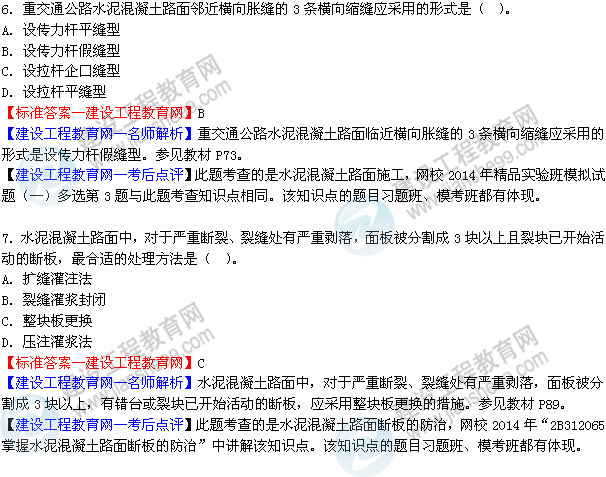 6. 重交通公路水泥混凝土路面邻近横向胀缝的 3 条横向缩缝应采用的形式是（  ）。
A. 设传力杆平缝型
B. 设传力杆假缝型
C. 设拉杆企口缝型
D. 设拉杆平缝型
【标准答案—建设工程教育网】B
【建设工程教育网—名师解析】重交通公路水泥混凝土路面临近横向胀缝的 3 条横向缩缝应采用的
形式是设传力杆假缝型。参见教材 P73。
【建设工程教育网—考后点评】此题考查的是水泥混凝土路面施工，网校 2014 年精品实验班模拟试
题（一）多选第 3 题与此题考查知识点相同。该知识点的题目习题班、模考班都有体现。
7. 水泥混凝土路面中，对于严重断裂、裂缝处有严重剥落，面板被分割成 3 块以上且裂块已开始活
动的断板，最合适的处理方法是（  ）。
A. 扩缝灌注法
B. 裂缝灌浆封闭
C. 整块板更换
D. 压注灌浆法
【标准答案—建设工程教育网】C
【建设工程教育网—名师解析】水泥混凝土路面中，对于严重断裂、裂缝处有严重剥落，面板被分
割成 3 块以上，有错台或裂块已开始活动的断板，应采用整块板更换的措施。参见教材 P89。
【建设工程教育网—考后点评】此题考查的是水泥混凝土路面断板的防治，网校 2014 年“2B312065
掌握水泥混凝土路面断板的防治”中讲解该知识点。该知识点的题目习题班、模考班都有体现。